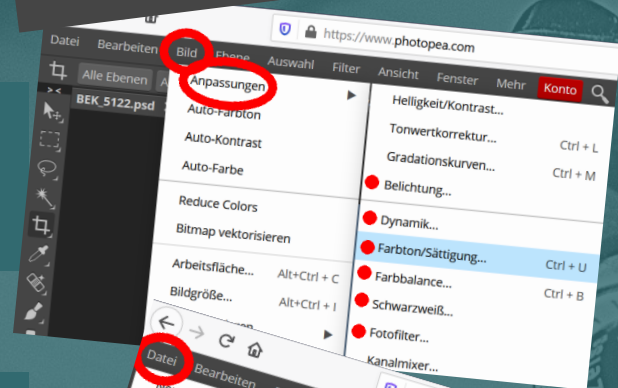 https://www.photopea.com
Datei Bearbeiten Bild Ebene Auswahl Filter Ansicht Fenster Mehr Konto
Alle Ebenen A
BEK_5122.psd
Anpassungen
Auto-Farbton
Auto-Kontrast
Auto-Farbe
Reduce Colors
Bitmap vektorisieren
Arbeitsfläche... Alt+Ctrl + C
Bildgröße... Alt+Ctrl + I
Helligkeit/Kontrast...
Tonwertkorrektur... Ctrl + L
Gradationskurven... Ctrl + M
Belichtung...
Dynamik...
Farbton/Sättigung... Ctrl + U
Farbbalance... Ctrl + B
Schwarzweiß...
Fotofilter...
Kanalmixer...
Datei Bearbeiten